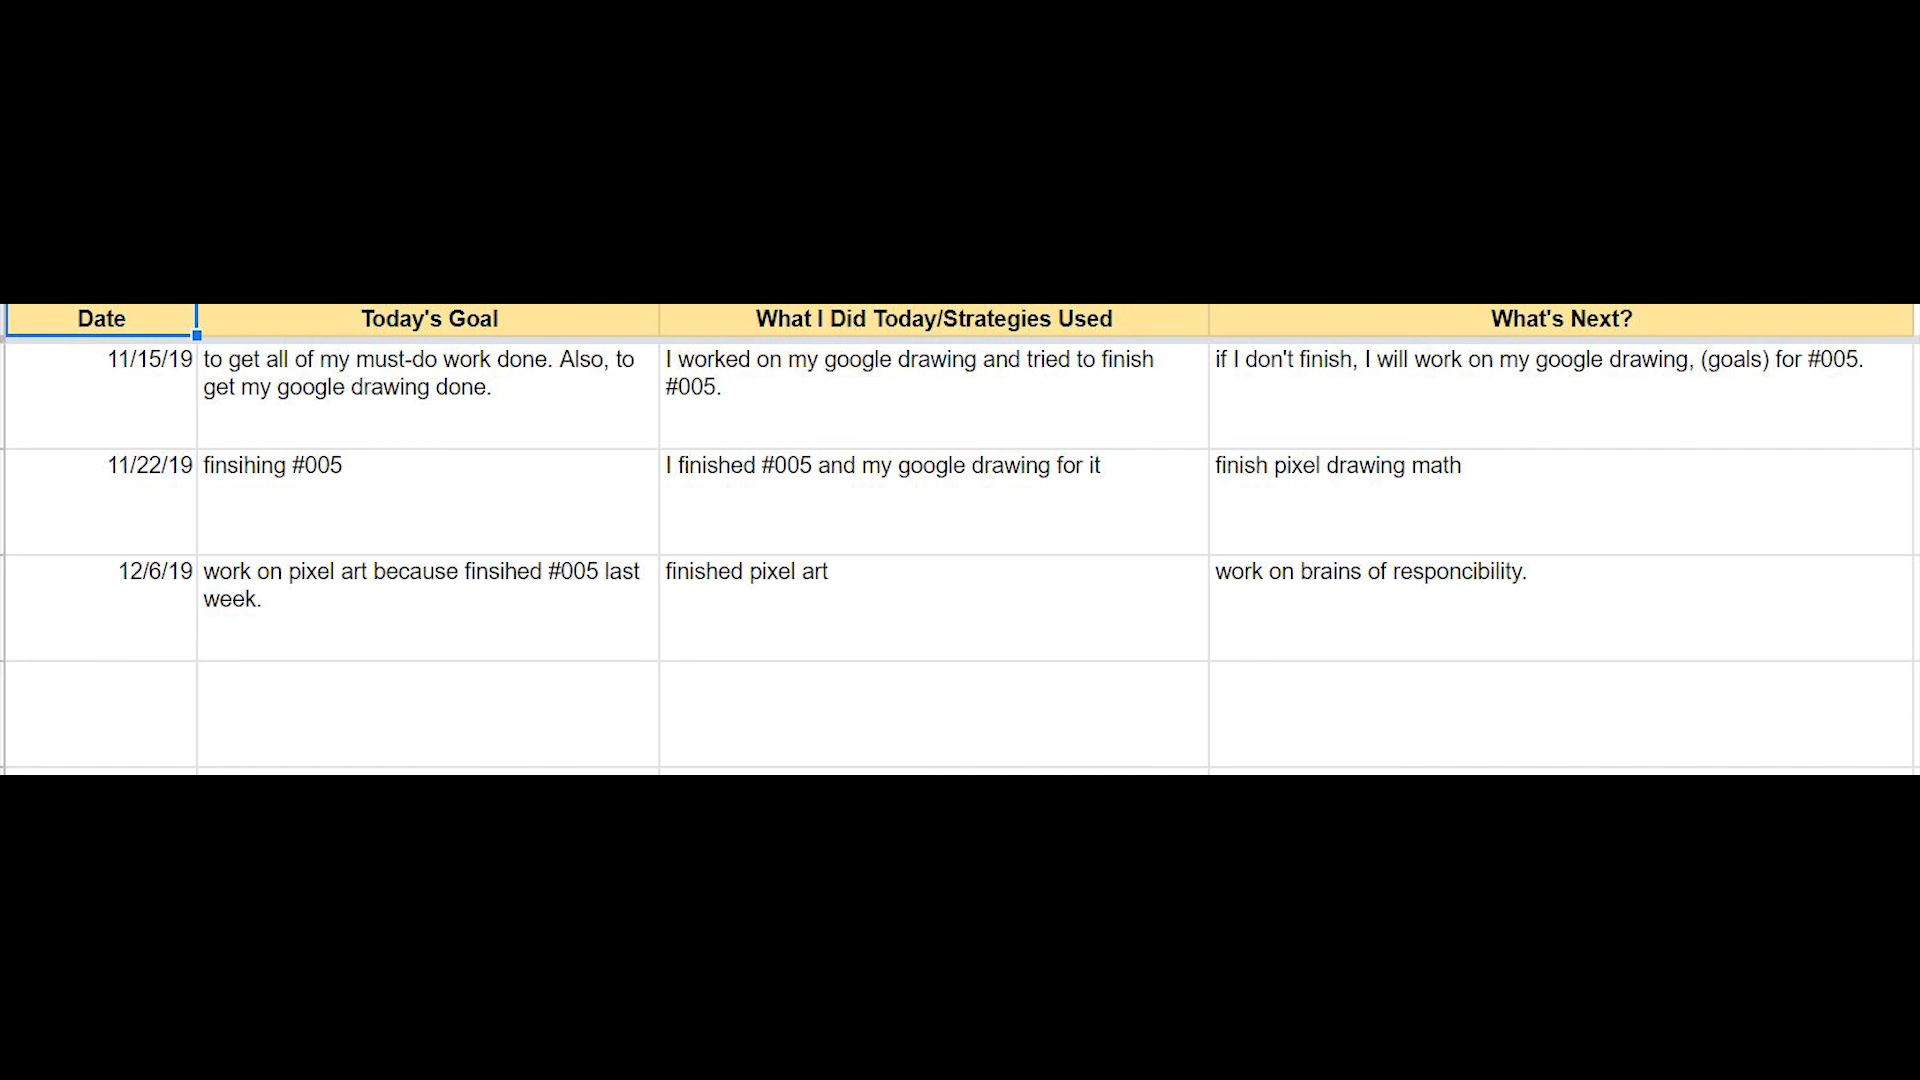 Date Today's Goal What I Did Today/Strategies Used What's Next?
11/15/19 to get all of my must-do work done. Also, to I worked on my google drawing and tried to finish if I don't finish, I will work on my google drawing, (goals) for #005.
get my google drawing done. #005.
11/22/19 finsihing #005 I finished #005 and my google drawing for it finish pixel drawing math
12/6/19 work on pixel art because finsihed #005 last finished pixel art work on brains of responcibility.
week.